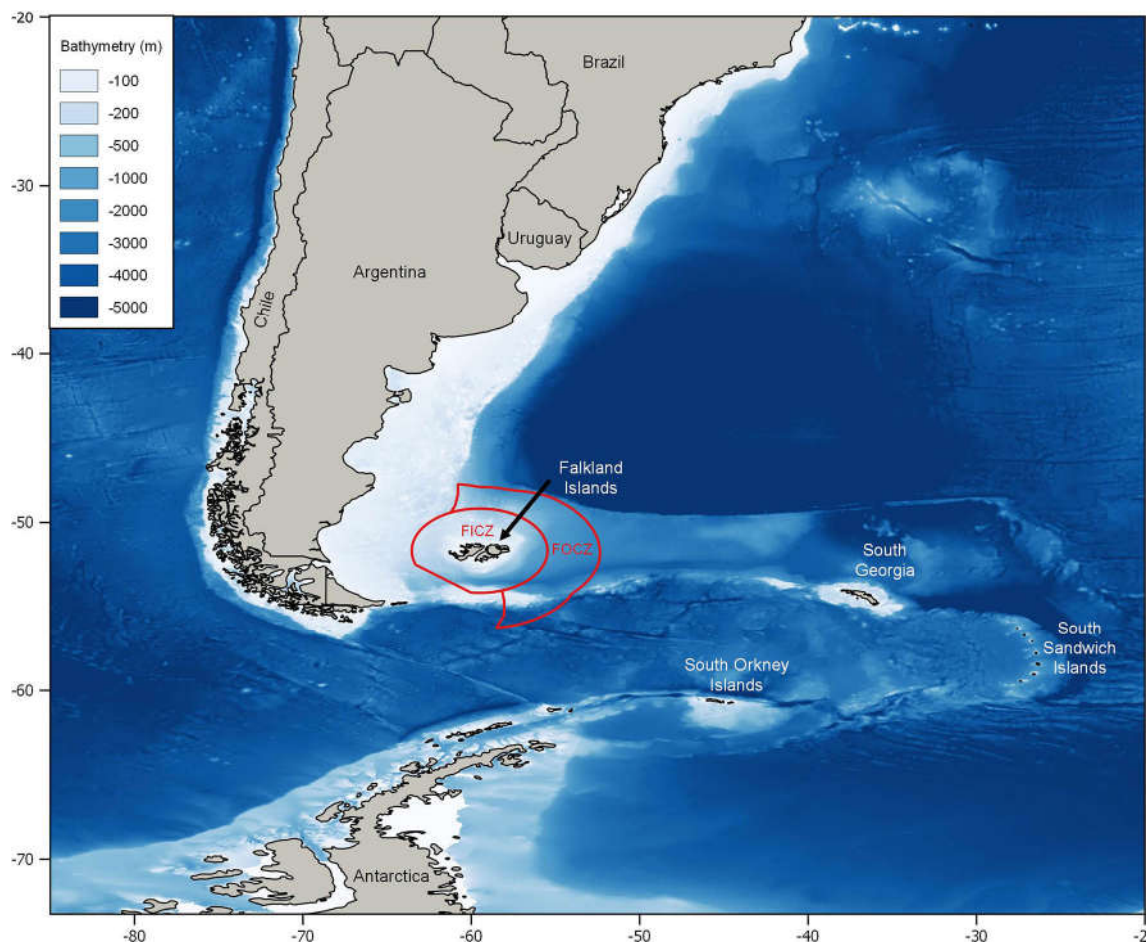 -20
Bathymetry (m)
-100
-200
-500
-1000
-2000
-3000
-4000
-5000
Brazil
-30
Uruguay
Argentina
Chile
-40
Falkland
Islands
-50
FICZ
FOCZ
South
Georgia
South
Sandwich
Islands
South Orkney
Islands
-60
-70
Antarctica
-80
-70
-60
-50
-40
-30